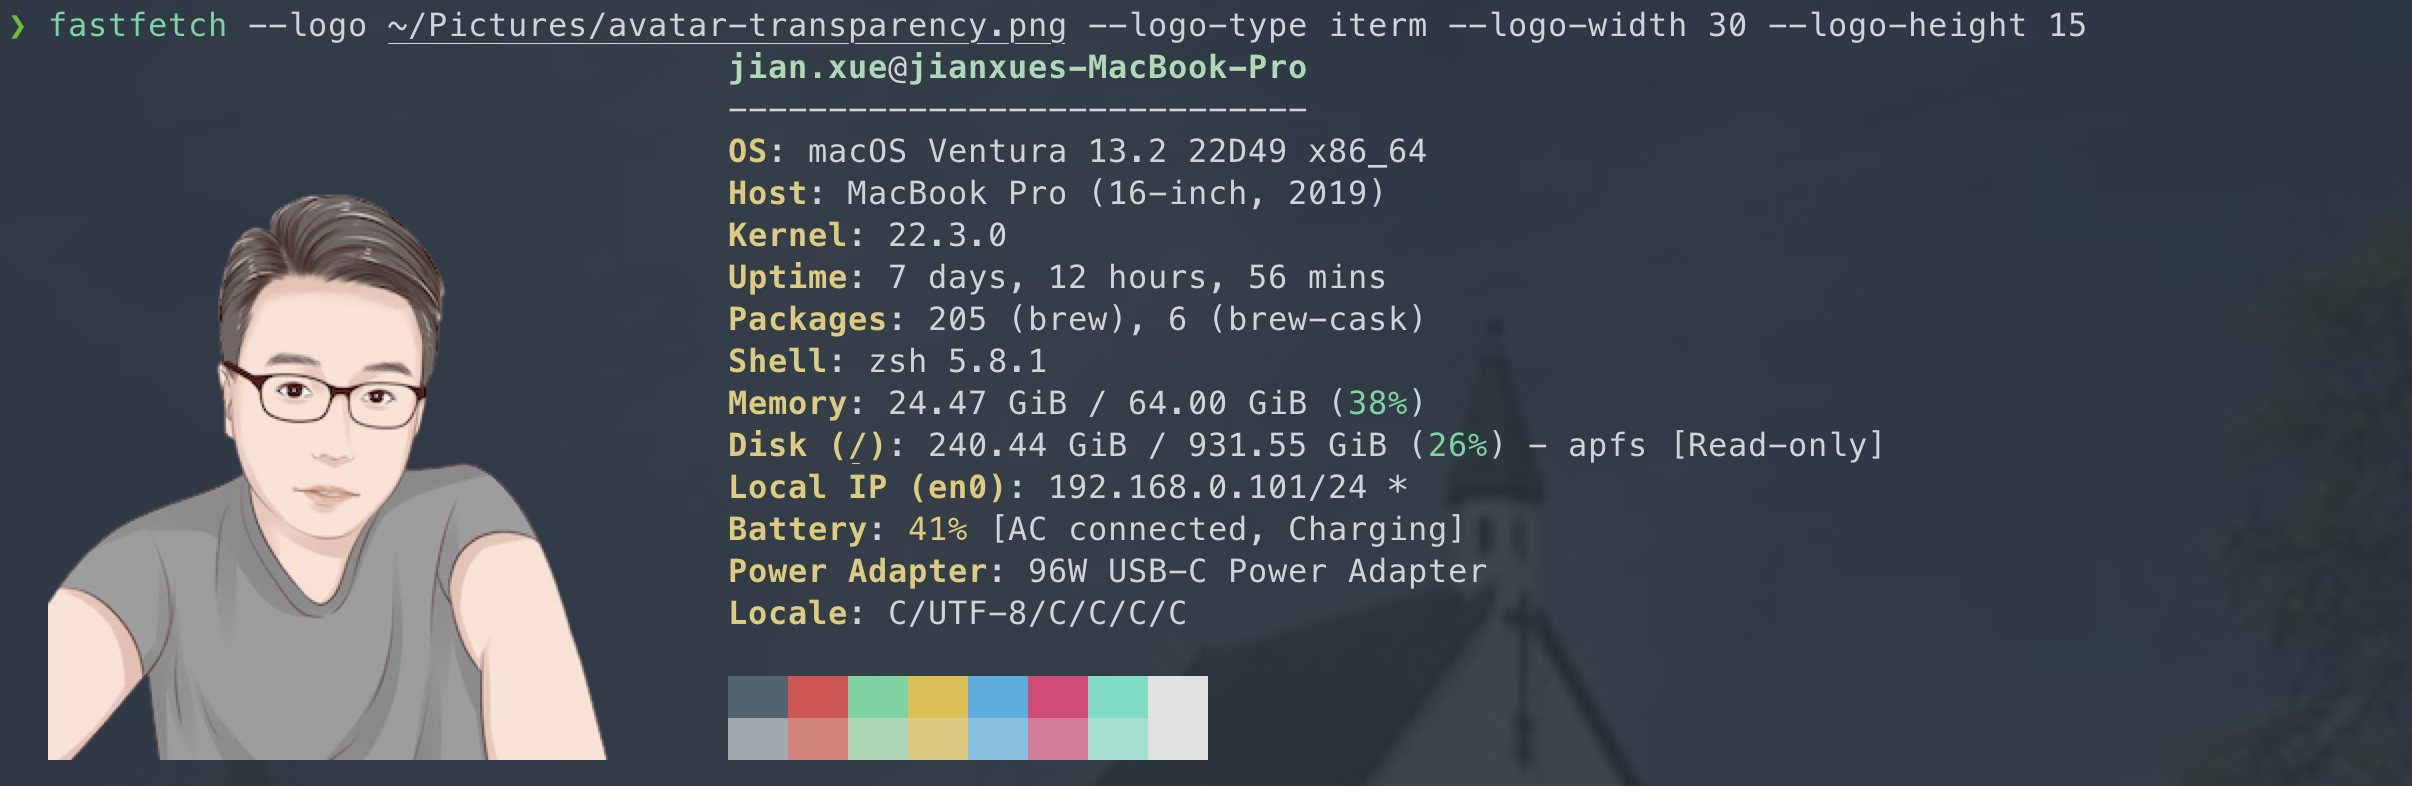 ❯ fastfetch --logo ~/Pictures/avatar-transparency.png --logo-type iterm --logo-width 30 --logo-height 15
jian.xue@jianxues-MacBook-Pro
-----------------------------
OS: macOS Ventura 13.2 22D49 x86_64
Host: MacBook Pro (16-inch, 2019)
Kernel: 22.3.0
Uptime: 7 days, 12 hours, 56 mins
Packages: 205 (brew), 6 (brew-cask)
Shell: zsh 5.8.1
Memory: 24.47 GiB / 64.00 GiB (38%)
Disk (/): 240.44 GiB / 931.55 GiB (26%) - apfs [Read-only]
Local IP (en0): 192.168.0.101/24 *
Battery: 41% [AC connected, Charging]
Power Adapter: 96W USB-C Power Adapter
Locale: C/UTF-8/C/C/C/C